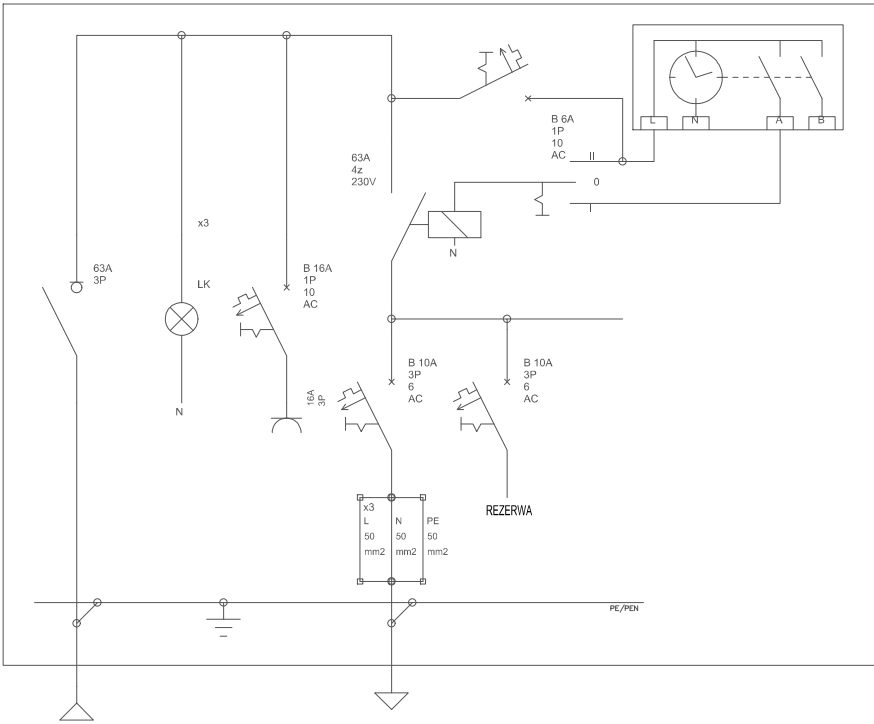 L N A B
B 6A
1P
10
AC
II
0
I
63A
4z
230V
N
x3
LK
N
63A
3P
B 16A
1P
10
AC
16A
3P
B 10A
3P
6
AC
B 10A
3P
6
AC
REZERWA
x3
L N PE
50 50 50
mm2 mm2 mm2
PE/PEN